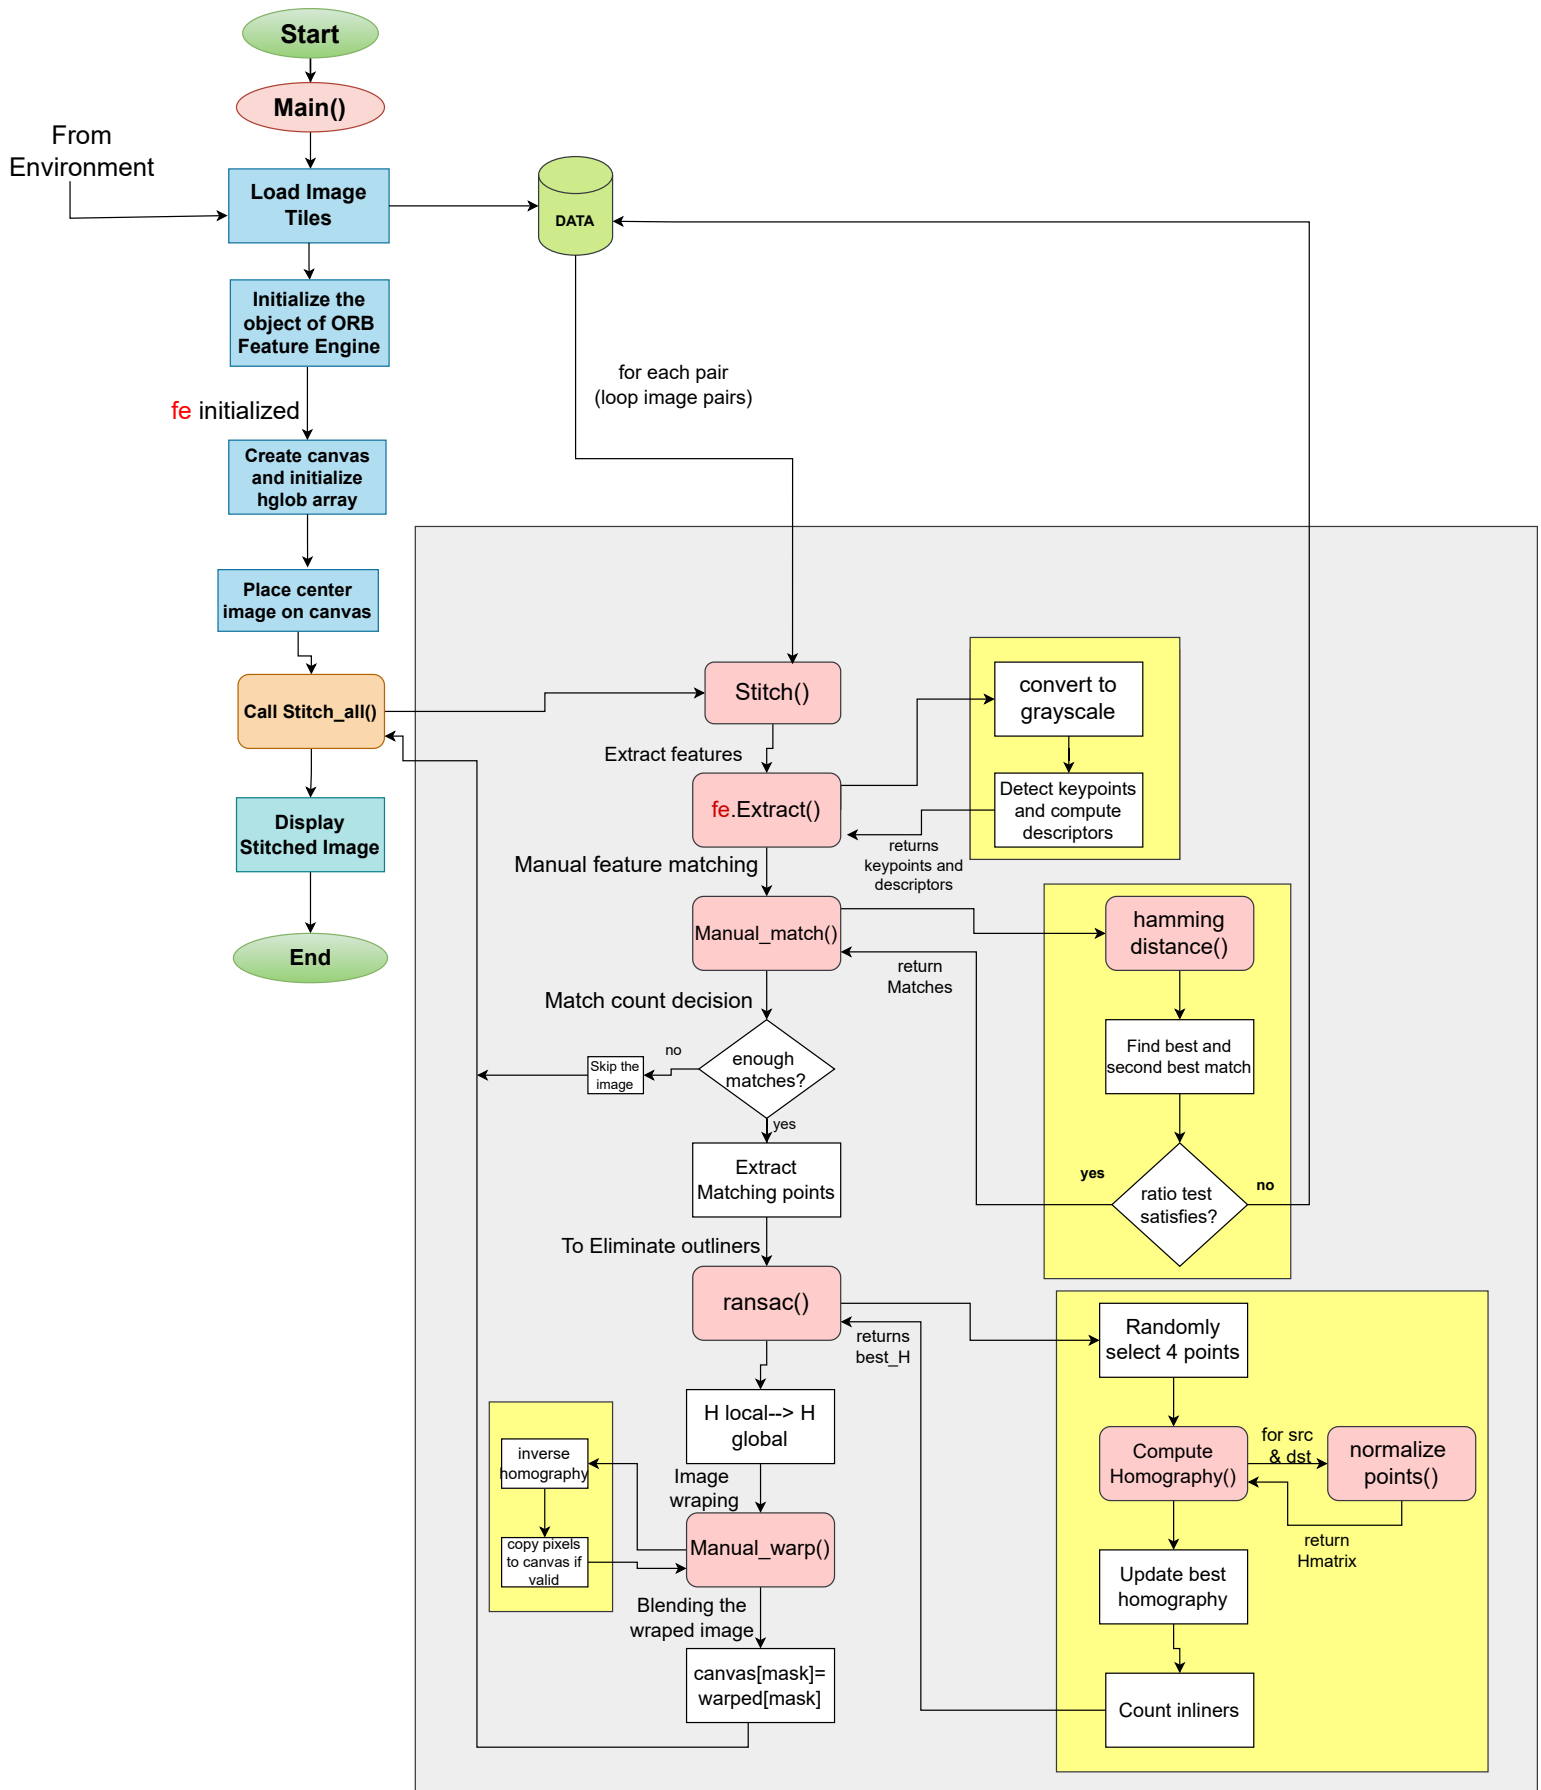 Start
Main()
From
Environment
Load Image
Tiles
DATA
Initialize the
object of ORB
Feature Engine
for each pair
(loop image pairs)
fe initialized
Create canvas
and initialize
hglob array
Place center
image on canvas
Call Stitch_all()
Display
Stitched Image
End
Stitch()
Extract features
fe.Extract()
convert to
grayscale
Detect keypoints
and compute
descriptors
returns
keypoints and
descriptors
Manual feature matching
Manual_match()
hamming
distance()
return
Matches
Find best and
second best match
ratio test
satisfies?
yes
no
Match count decision
enough
matches?
no
Skip the
image
yes
Extract
Matching points
To Eliminate outliners
ransac()
returns
best_H
Randomly
select 4 points
Compute
Homography()
for src
& dst
normalize
points()
return
Hmatrix
Update best
homography
Count inliners
H local--> H
global
Image
wraping
Manual_warp()
inverse
homography
copy pixels
to canvas if
valid
Blending the
wraped image
canvas[mask]=
warped[mask]